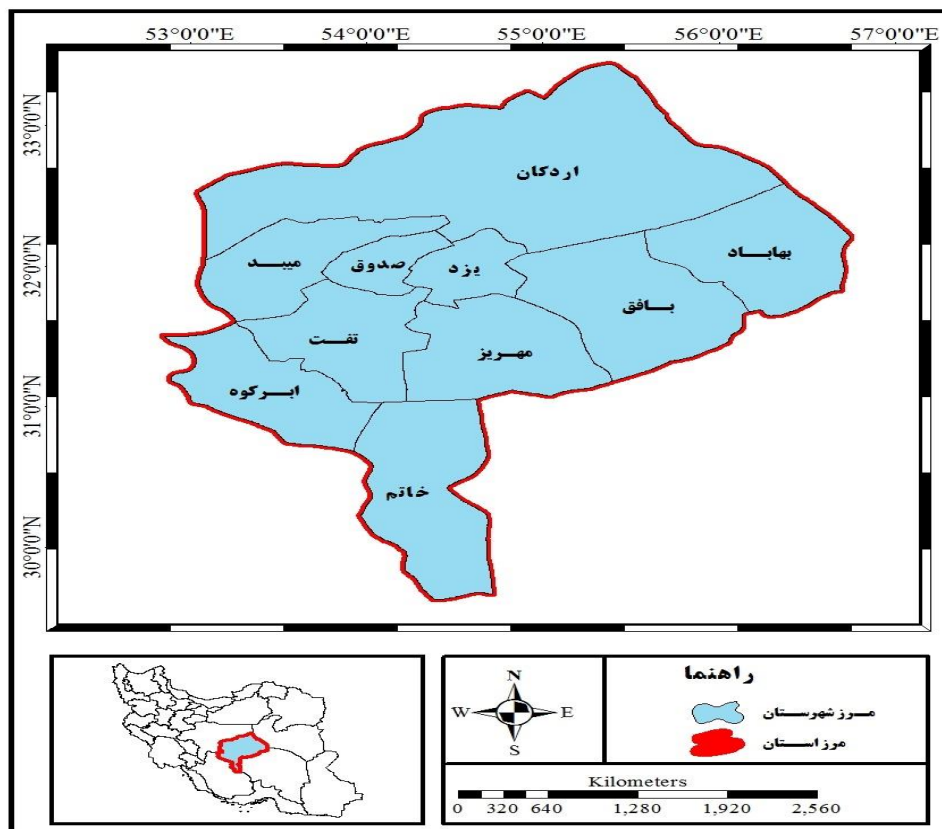 53°0'0"E 54°0'0"E 55°0'0"E 56°0'0"E 57°0'0"E
33°0'0"N
32°0'0"N
31°0'0"N
30°0'0"N
اردکان
بهاباد
میبد
صدوق
یزد
بافق
تفت
مهریز
ابرکوه
خاتم
N
W
E
S
راهنما
مرز شهرستان
مرز استان
Kilometers
0 320 640 1,280 1,920 2,560